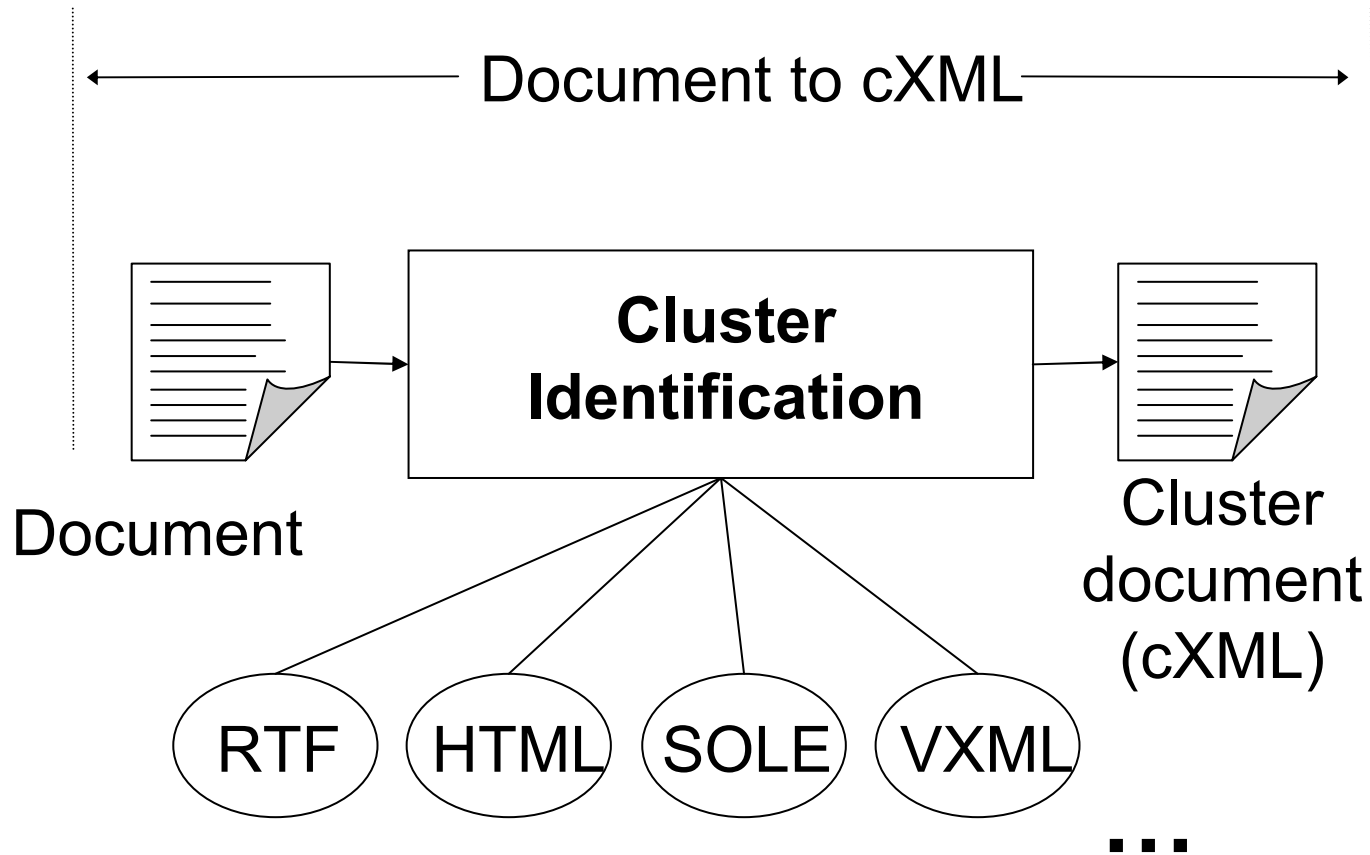 Document to cXML
Cluster
Identification
Document
Cluster
document
(cXML)
RTF
HTML
SOLE
VXML
...